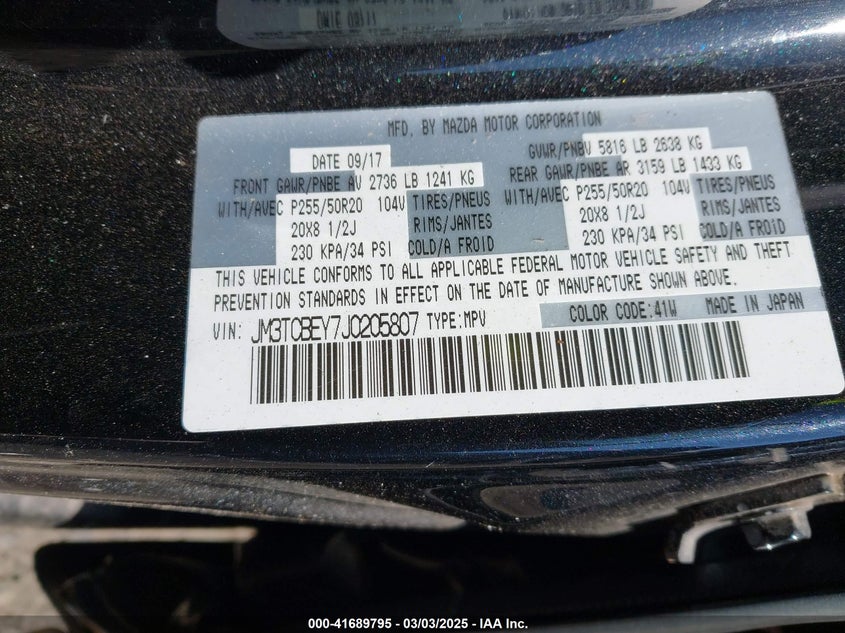 MFD. BY MAZDA MOTOR CORPORATION
DATE 09/17 GVWR/PNBV 5816 LB 2638 KG
FRONT GAWR/PNBE AV 2736 LB 1241 KG REAR GAWR/PNBE AR 3159 LB 1433 KG
WITH/AVEC P255/50R20 104V TIRES/PNEUS WITH/AVEC P255/50R20 104V TIRES/PNEUS
20X8 1/2J RIMS/JANTES 20X8 1/2J RIMS/JANTES
230 KPA/34 PSI COLD/A FROID 230 KPA/34 PSI COLD/A FROID
THIS VEHICLE CONFORMS TO ALL APPLICABLE FEDERAL MOTOR VEHICLE SAFETY AND THEFT
PREVENTION STANDARDS IN EFFECT ON THE DATE OF MANUFACTURE SHOWN ABOVE.
VIN: JM3TCBEY7J0205807 TYPE:MPV COLOR CODE:41W MADE IN JAPAN
000-41689795 - 03/03/2025 - IAA Inc.